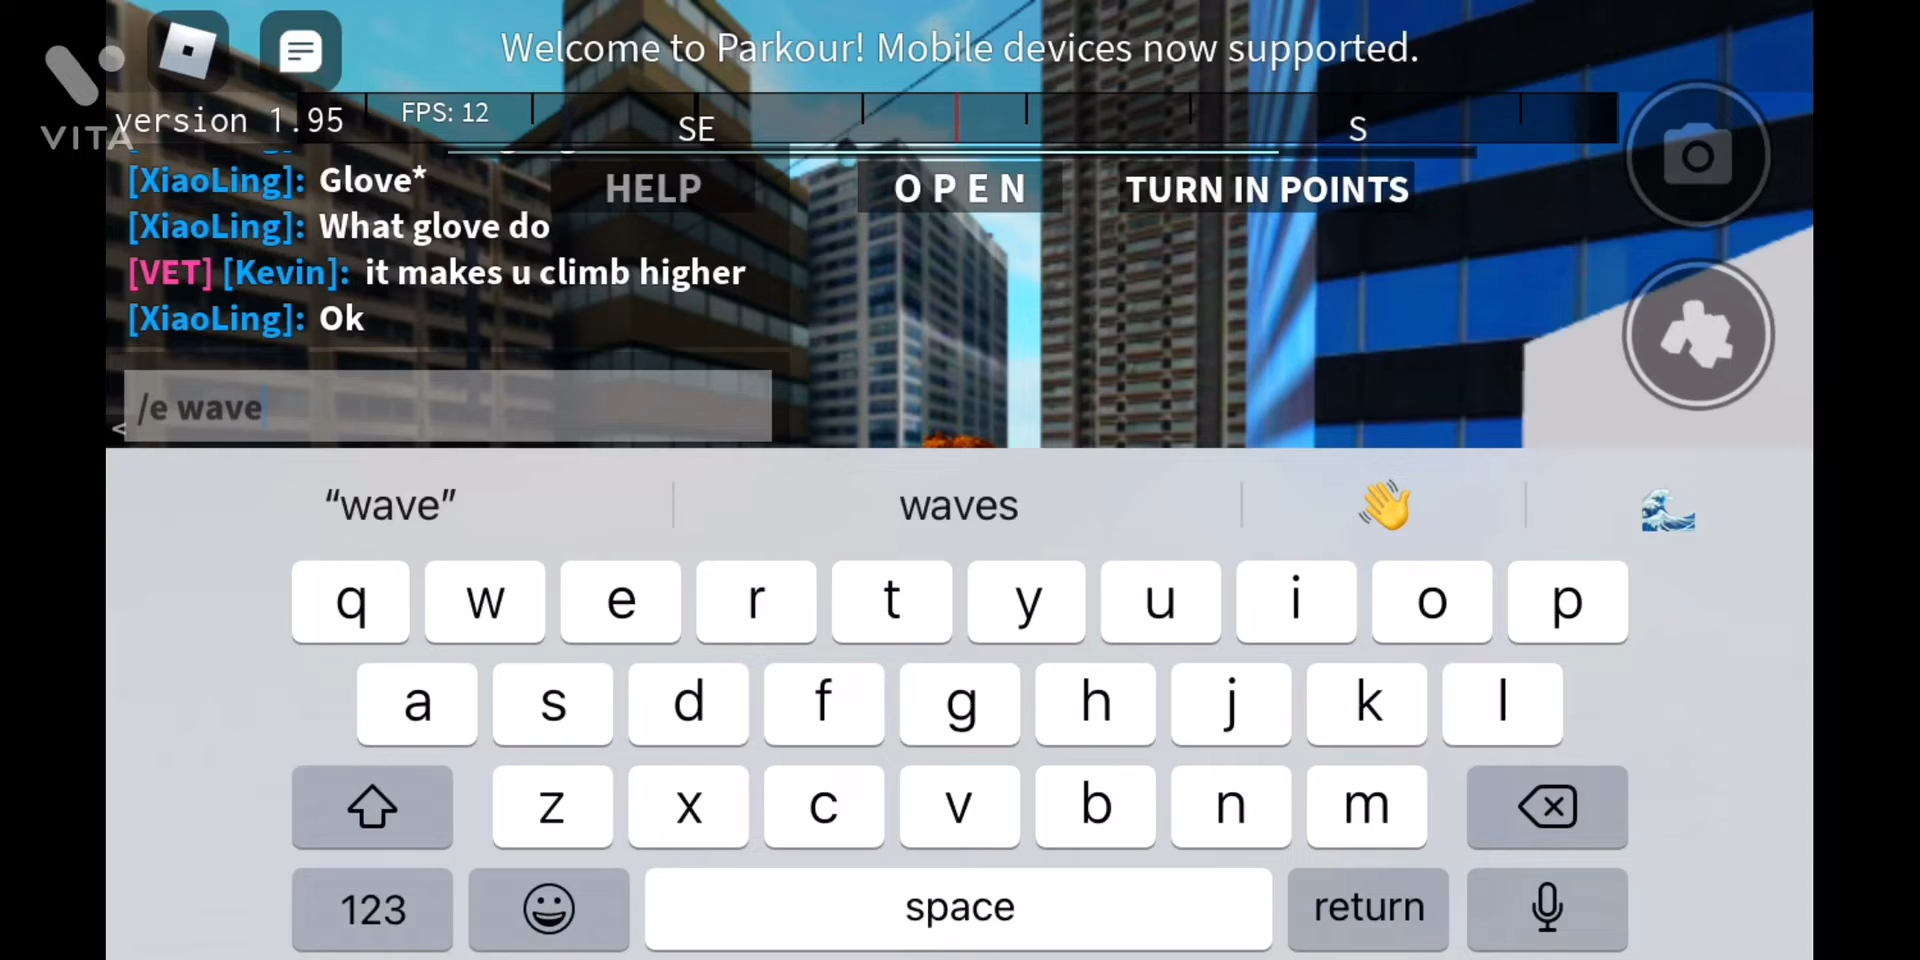 Welcome to Parkour! Mobile devices now supported.
VITA
version 1.95
FPS: 12
SE
S
[XiaoLing]: Glove*
[XiaoLing]: What glove do
[VET] [Kevin]: it makes u climb higher
[XiaoLing]: Ok
HELP
OPEN
TURN IN POINTS
/e wave
<
“wave”
waves
👋
🌊
q w e r t y u i o p
a s d f g h j k l
z x c v b n m
123
space
return